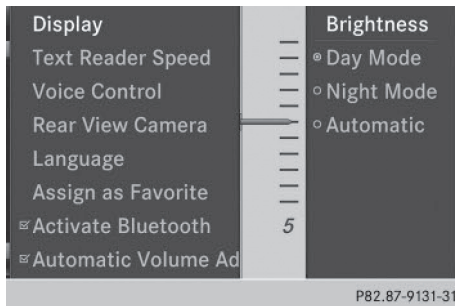 Display
Text Reader Speed
Voice Control
Rear View Camera
Language
Assign as Favorite
Activate Bluetooth
Automatic Volume Ad
5
Brightness
Day Mode
Night Mode
Automatic
P82.87-9131-31